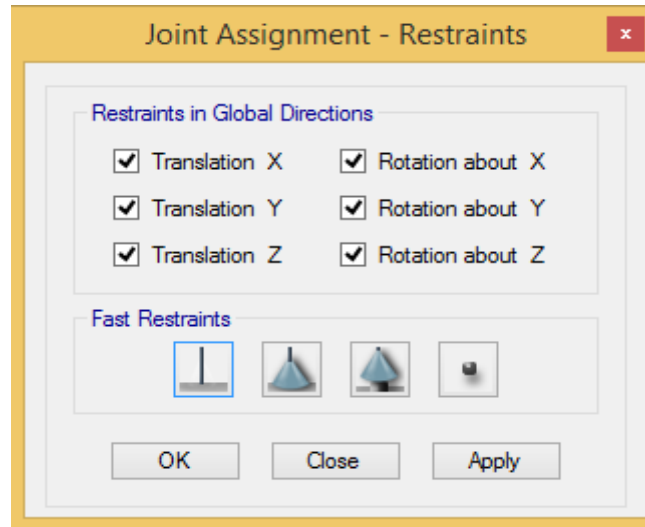 Joint Assignment - Restraints
x
Restraints in Global Directions
Translation X Rotation about X
Translation Y Rotation about Y
Translation Z Rotation about Z
Fast Restraints
OK Close Apply